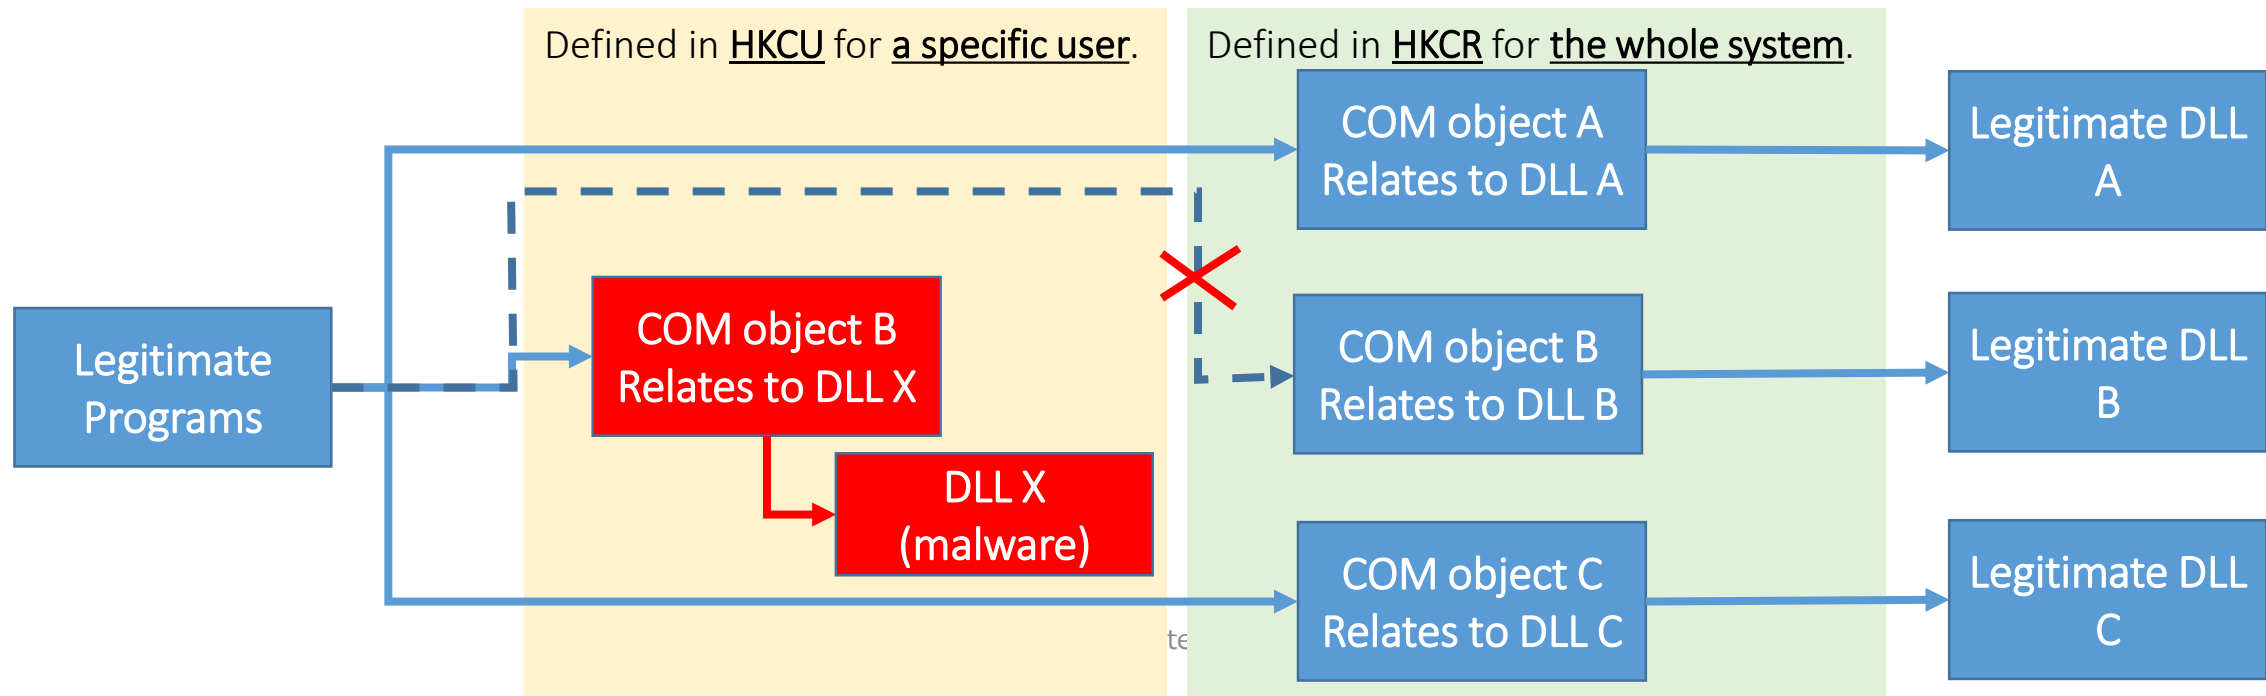 Defined in HKCU for a specific user.
Defined in HKCR for the whole system.
COM object A
Relates to DLL A
Legitimate DLL
A
Legitimate
Programs
COM object B
Relates to DLL X
DLL X
(malware)
COM object B
Relates to DLL B
Legitimate DLL
B
COM object C
Relates to DLL C
Legitimate DLL
C